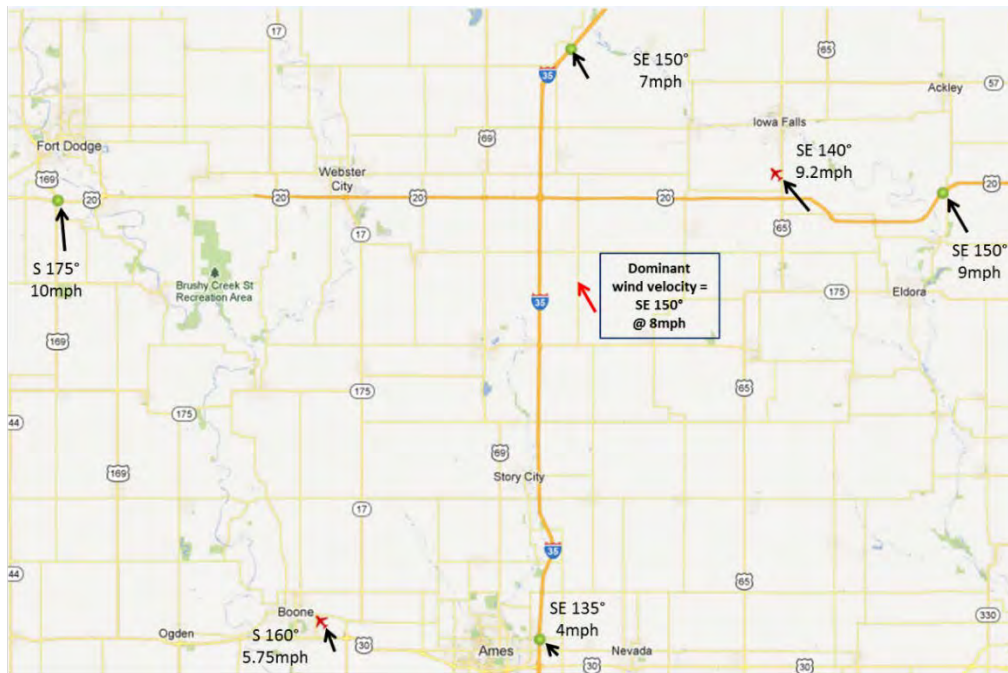 17
65
35
SE 150°
7mph
Ackley
57
Iowa Falls
69
Fort Dodge
SE 140°
9.2mph
Webster
City
169
20
20
20
20
20
20
17
65
S 175°
10mph
SE 150°
9mph
Brushy Creek St
Recreation Area
Dominant
wind velocity =
SE 150°
@ 8mph
35
175
Eldora
169
175
65
175
44
69
169
Story City
17
35
44
65
SE 135°
4mph
330
Boone
Ogden
S 160°
5.75mph
30
Ames
Nevada
30
30